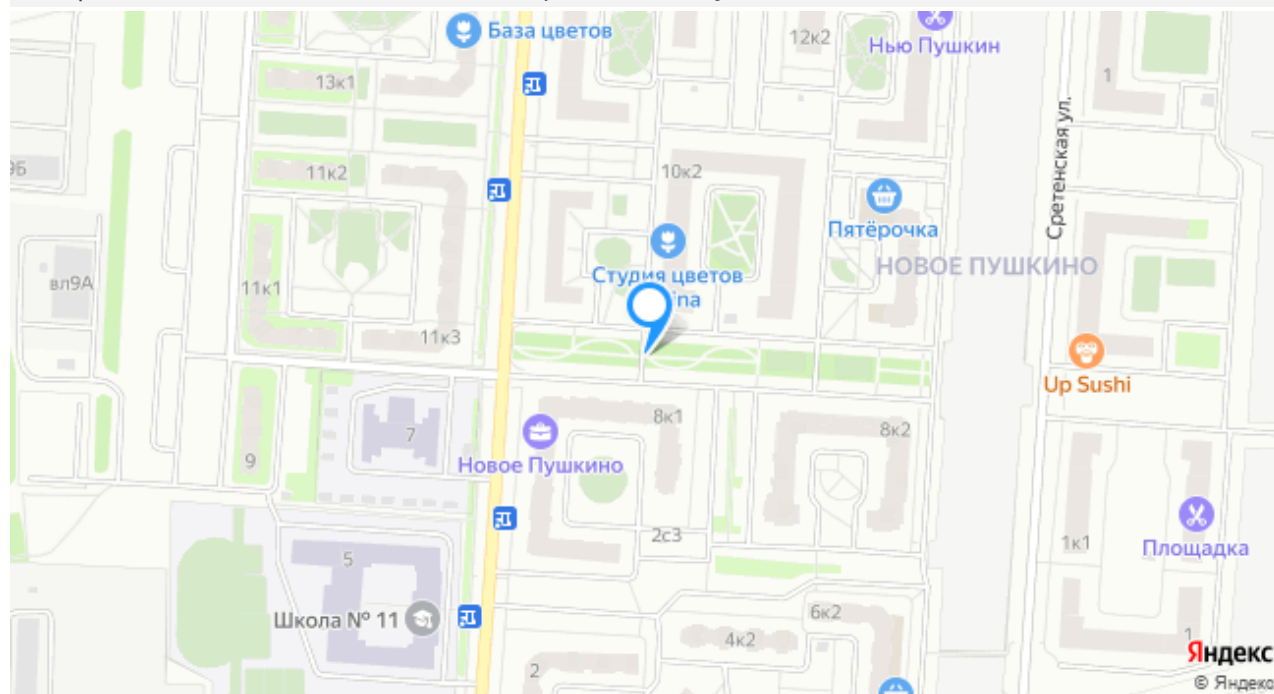 База цветов
12к2
Нью Пушкин
13к1
1
9Б
11к2
10к2
Сретенская ул.
Пятёрочка
Студия цветов
ina
НОВОЕ ПУШКИНО
вл9А
11к1
11к3
Up Sushi
8к1
8к2
7
9
Новое Пушкино
2с3
1к1
Площадка
5
Школа № 11
6к2
4к2
1
2
Яндекс
© Яндекс